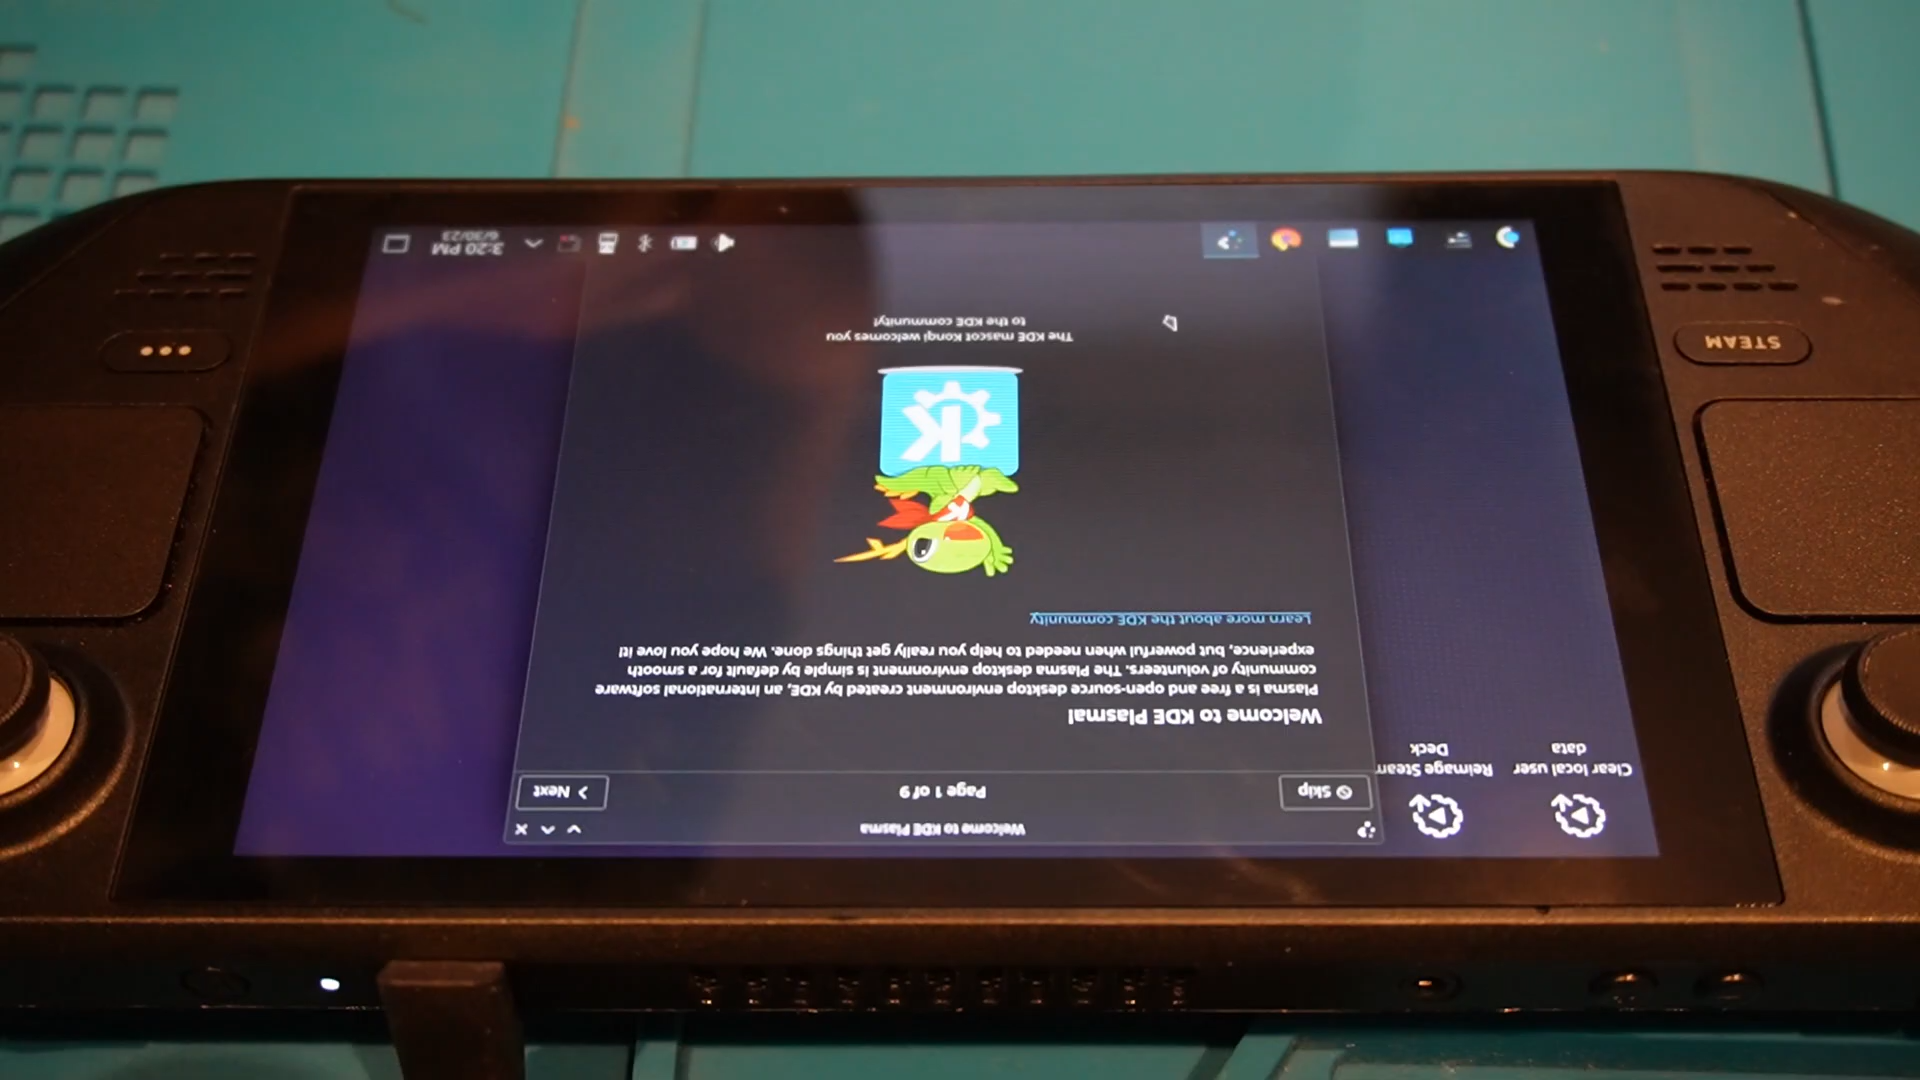 Welcome to KDE Plasma
Skip
Page 1 of 9
Next
Clear local user
data
Reimage Steam
Deck
Welcome to KDE Plasma!
Plasma is a free and open-source desktop environment created by KDE, an international software
community of volunteers. The Plasma desktop environment is simple by default for a smooth
experience, but powerful when needed to help you really get things done. We hope you love it!
Learn more about the KDE community
K
The KDE mascot Konqi welcomes you
to the KDE community!
3:20 PM
6/30/23
STEAM